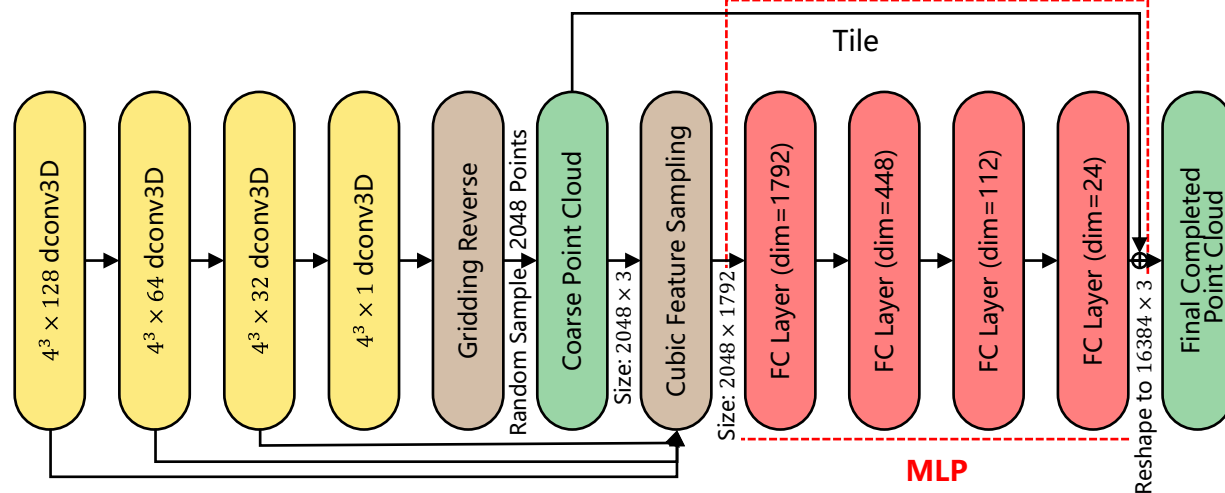 Tile
4³ × 128 dconv3D
4³ × 64 dconv3D
4³ × 32 dconv3D
4³ × 1 dconv3D
Gridding Reverse
Random Sample 2048 Points
Coarse Point Cloud
Size: 2048 × 3
Cubic Feature Sampling
Size: 2048 × 1792
FC Layer (dim=1792)
FC Layer (dim=448)
FC Layer (dim=112)
FC Layer (dim=24)
Reshape to 16384 × 3
Final Completed
Point Cloud
MLP